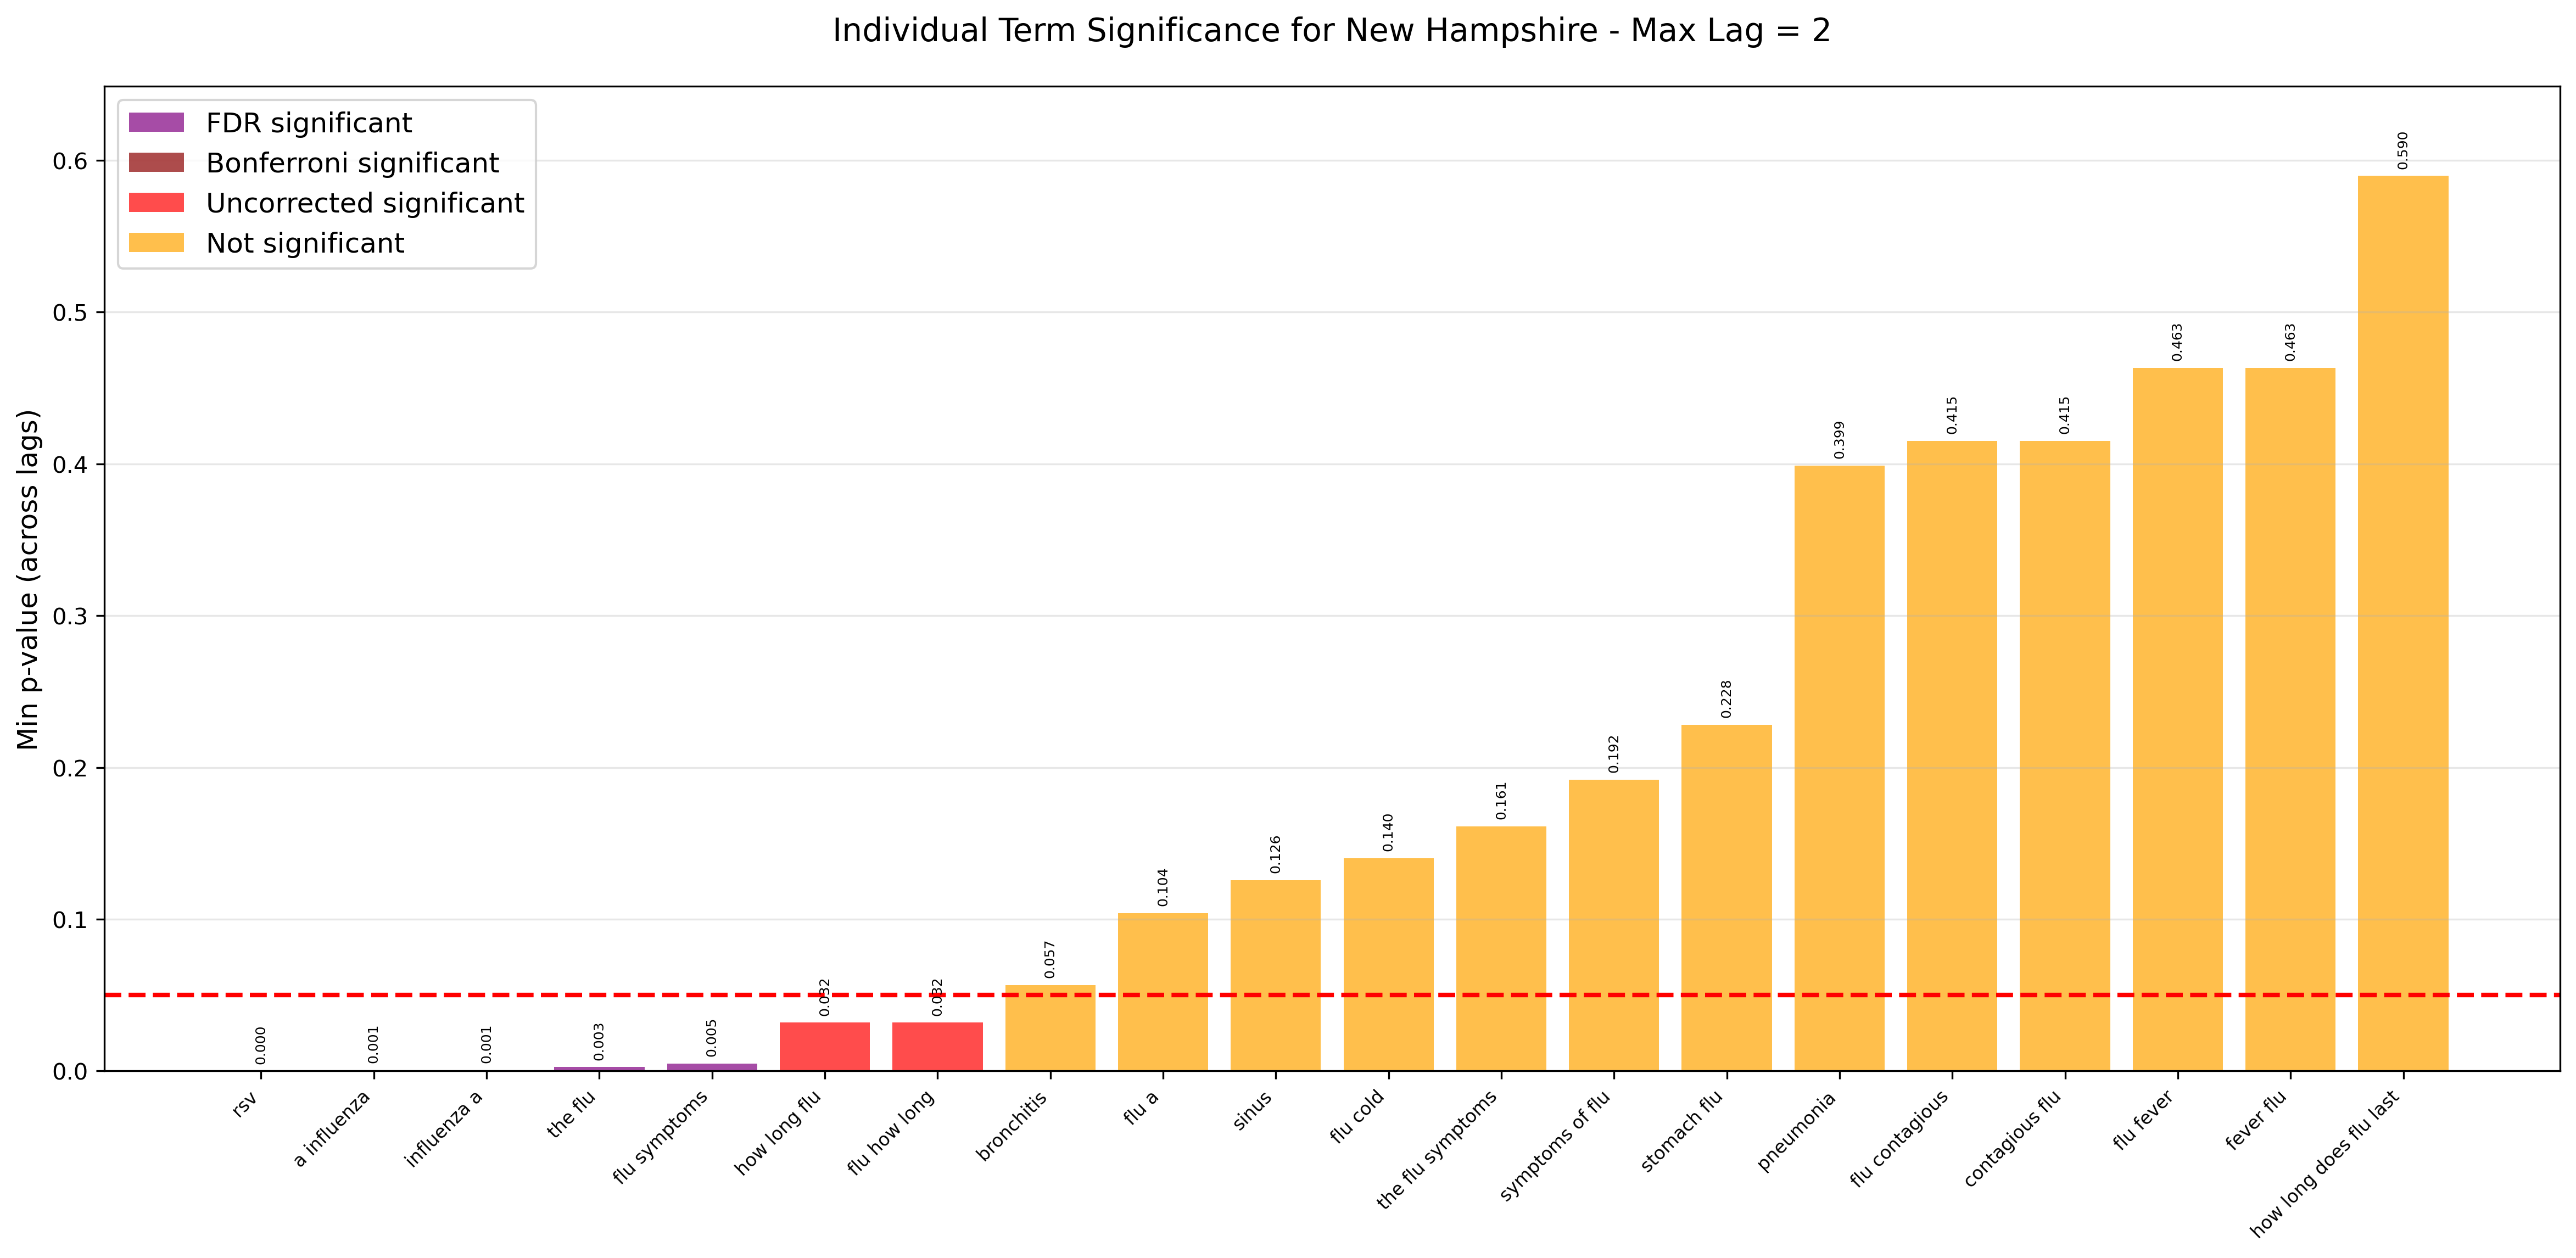 Individual Term Significance for New Hampshire - Max Lag = 2
FDR significant
Bonferroni significant
Uncorrected significant
Not significant
Min p-value (across lags)
0.6
0.5
0.4
0.3
0.2
0.1
0.0
0.000
0.001
0.001
0.003
0.005
0.032
0.032
0.057
0.104
0.126
0.140
0.161
0.192
0.228
0.399
0.415
0.415
0.463
0.463
0.590
rsv
a influenza
influenza a
the flu
flu symptoms
how long flu
flu how long
bronchitis
flu a
sinus
flu cold
the flu symptoms
symptoms of flu
stomach flu
pneumonia
flu contagious
contagious flu
flu fever
fever flu
how long does flu last